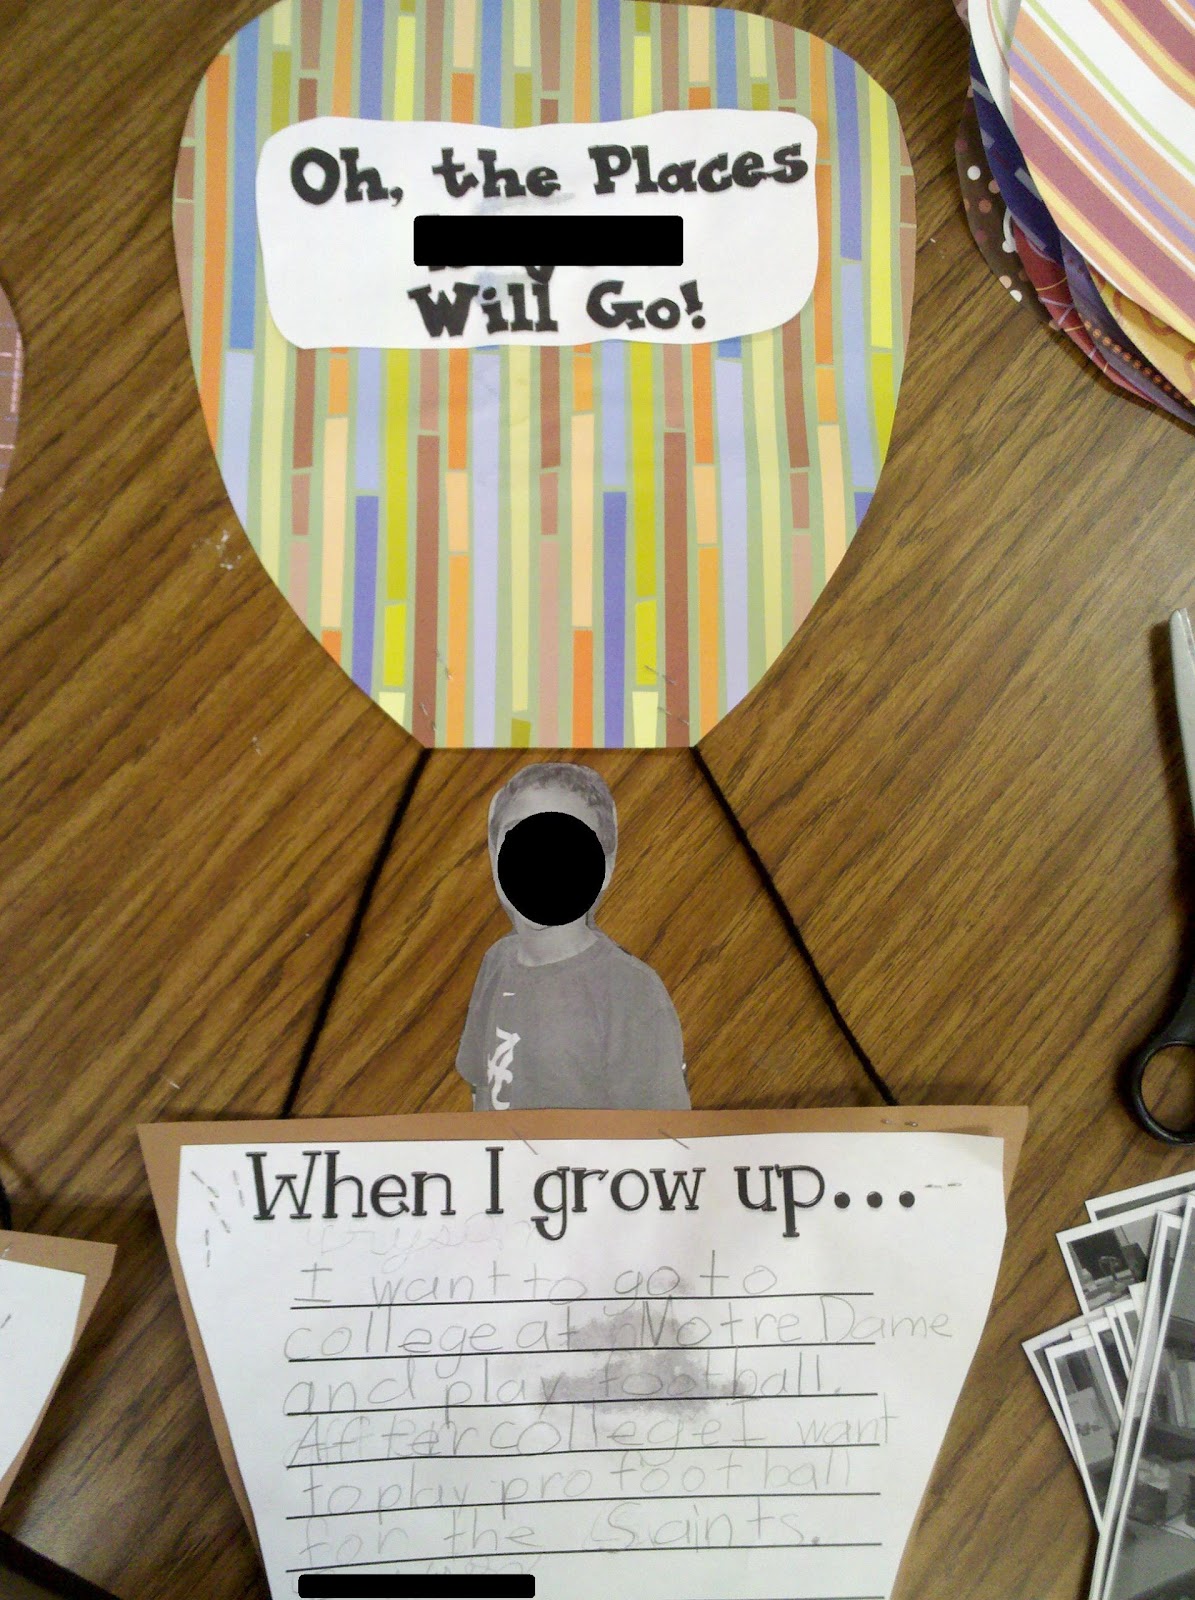 Oh, the Places
Will Go!
When I grow up...
I want to go to
college at Notre Dame
and play football.
After college I want
to play pro football
for the Saints.